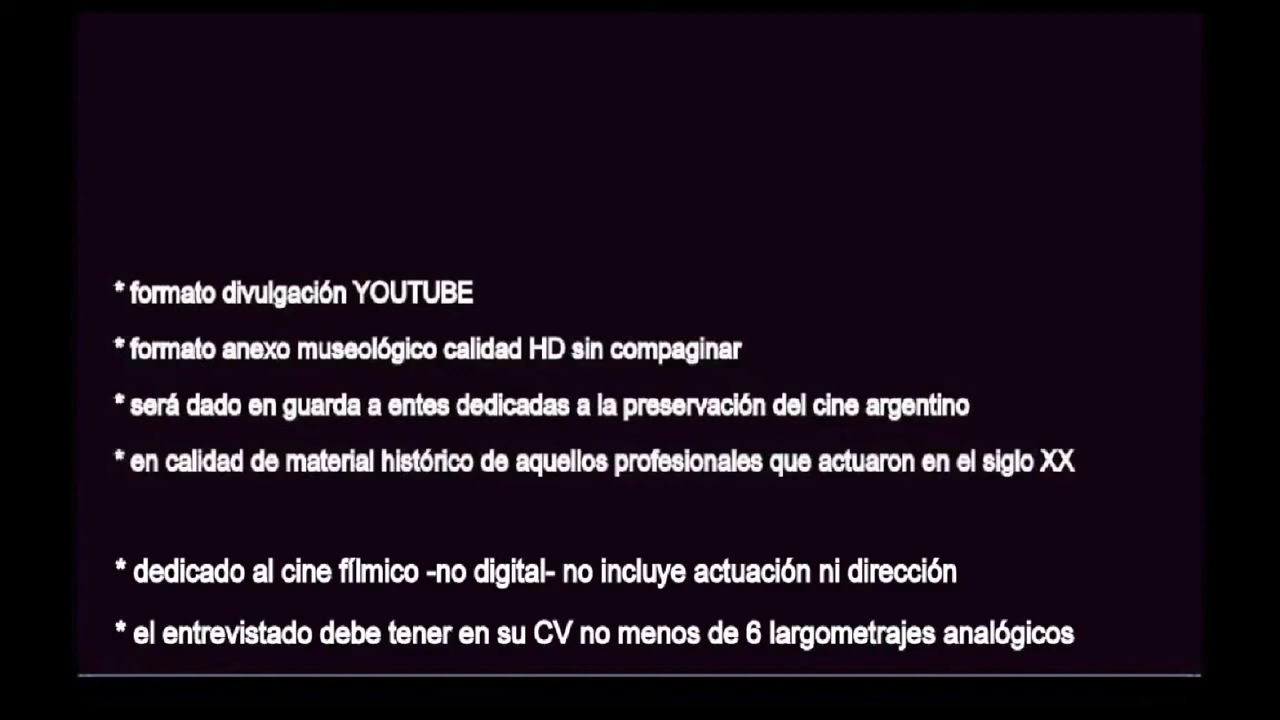 * formato divulgación YOUTUBE
* formato anexo museológico calidad HD sin compaginar
* será dado en guarda a entes dedicadas a la preservación del cine argentino
* en calidad de material histórico de aquellos profesionales que actuaron en el siglo XX
* dedicado al cine fílmico -no digital- no incluye actuación ni dirección
* el entrevistado debe tener en su CV no menos de 6 largometrajes analógicos